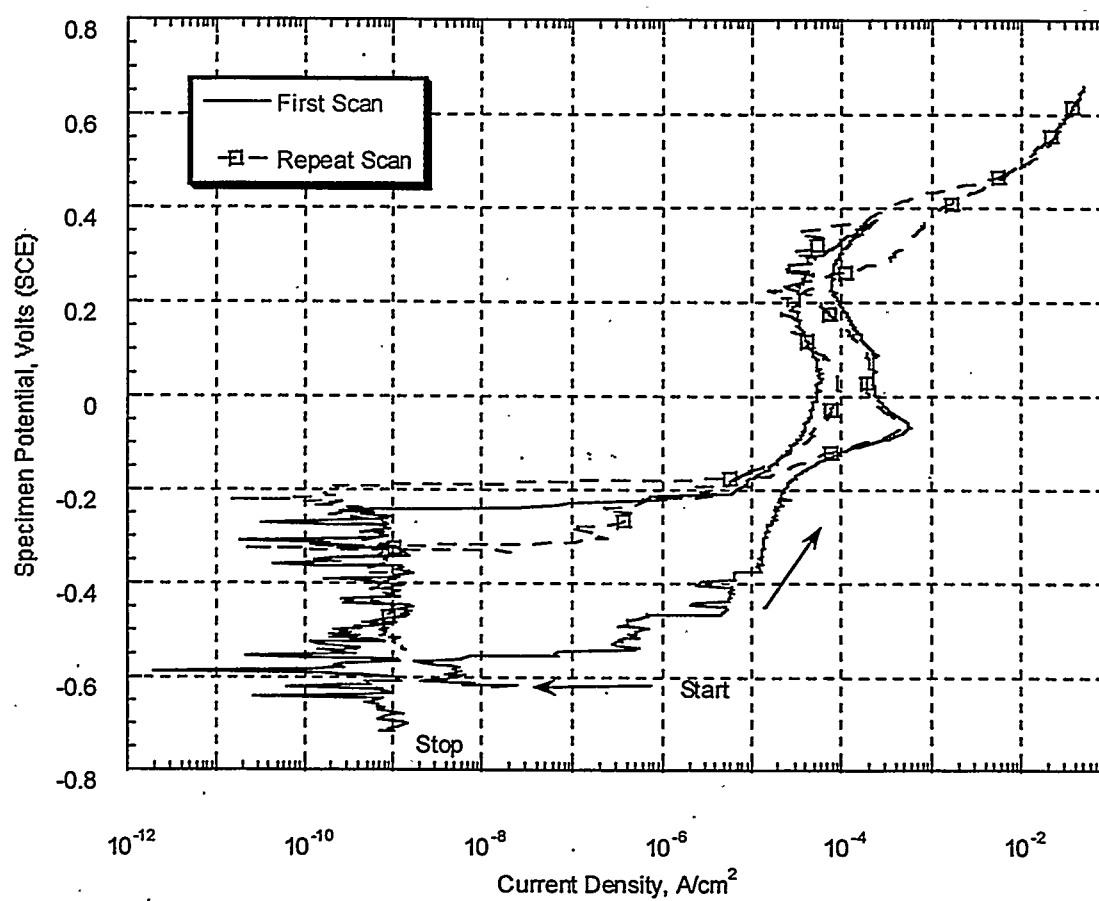 0.8
0.6
0.4
0.2
0
-0.2
-0.4
-0.6
-0.8
Specimen Potential, Volts (SCE)
First Scan
Repeat Scan
Start
Stop
10⁻¹² 10⁻¹⁰ 10⁻⁸ 10⁻⁶ 10⁻⁴ 10⁻²
Current Density, A/cm²